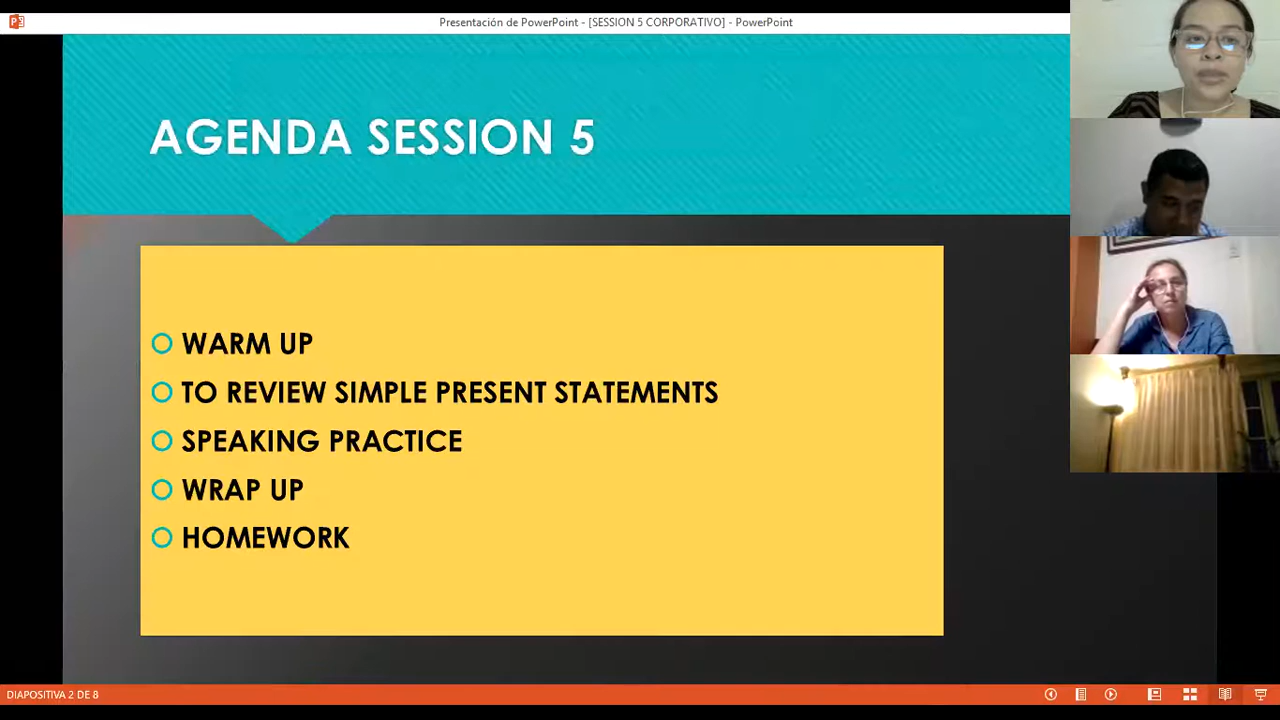 Presentación de PowerPoint - [SESSION 5 CORPORATIVO] - PowerPoint
AGENDA SESSION 5
WARM UP
TO REVIEW SIMPLE PRESENT STATEMENTS
SPEAKING PRACTICE
WRAP UP
HOMEWORK
DIAPOSITIVA 2 DE 8